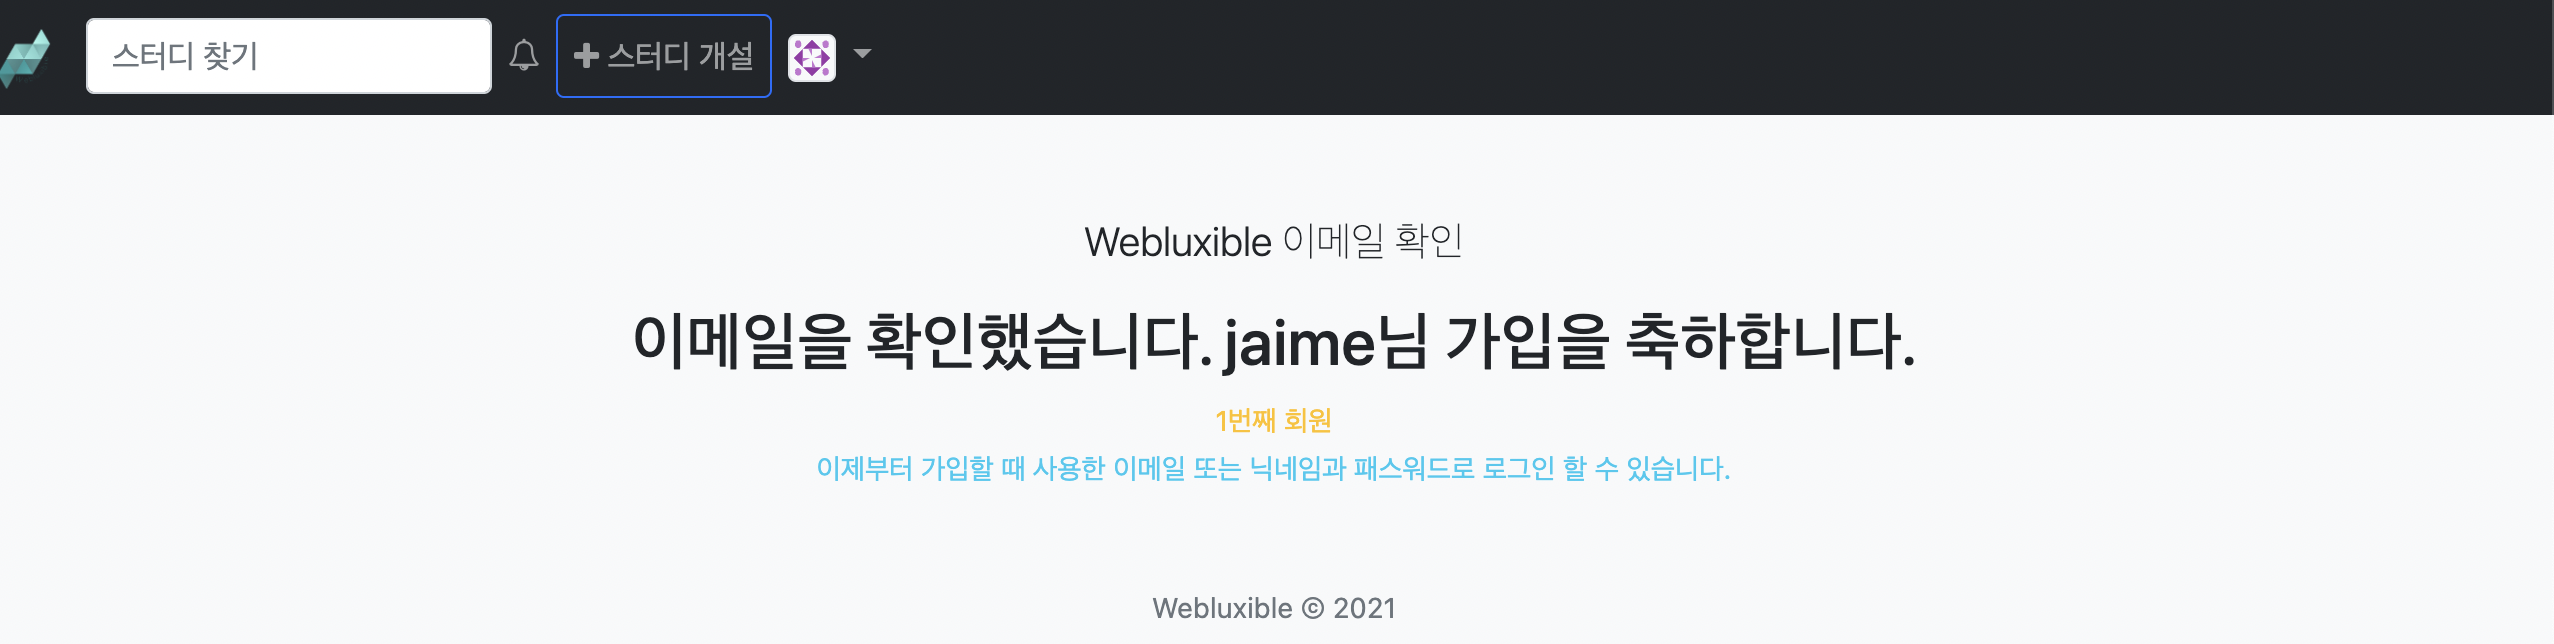 스터디 찾기
스터디 개설
Webluxible 이메일 확인
이메일을 확인했습니다. jaime님 가입을 축하합니다.
1번째 회원
이제부터 가입할 때 사용한 이메일 또는 닉네임과 패스워드로 로그인 할 수 있습니다.
Webluxible © 2021